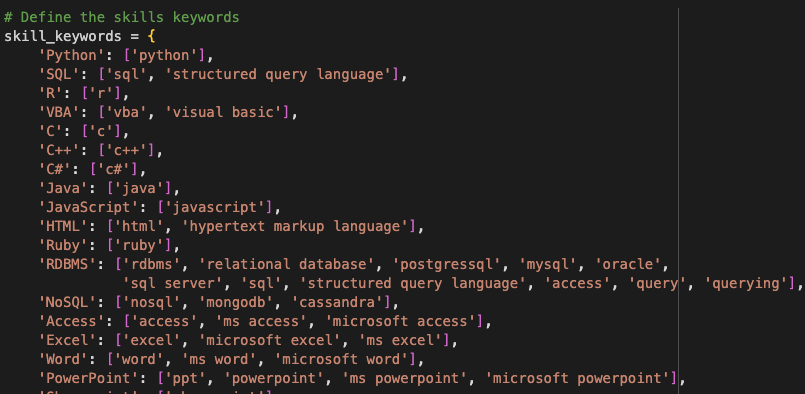 # Define the skills keywords
skill_keywords = {
    'Python': ['python'],
    'SQL': ['sql', 'structured query language'],
    'R': ['r'],
    'VBA': ['vba', 'visual basic'],
    'C': ['c'],
    'C++': ['c++'],
    'C#': ['c#'],
    'Java': ['java'],
    'JavaScript': ['javascript'],
    'HTML': ['html', 'hypertext markup language'],
    'Ruby': ['ruby'],
    'RDBMS': ['rdbms', 'relational database', 'postgressql', 'mysql', 'oracle',
              'sql server', 'sql', 'structured query language', 'access', 'query', 'querying'],
    'NoSQL': ['nosql', 'mongodb', 'cassandra'],
    'Access': ['access', 'ms access', 'microsoft access'],
    'Excel': ['excel', 'microsoft excel', 'ms excel'],
    'Word': ['word', 'ms word', 'microsoft word'],
    'PowerPoint': ['ppt', 'powerpoint', 'ms powerpoint', 'microsoft powerpoint'],